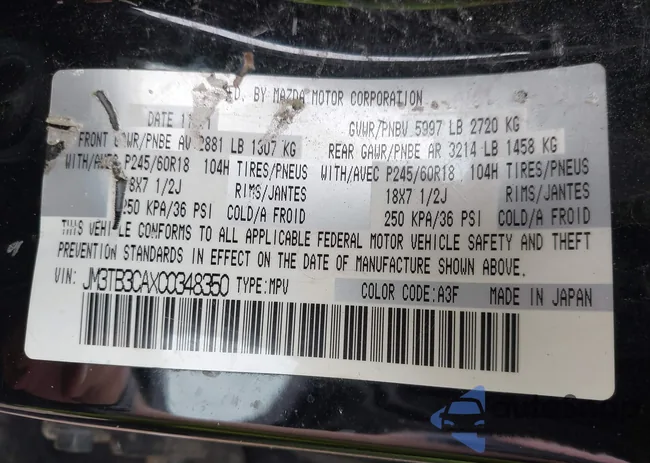 MAZDA MOTOR CORPORATION
DATE 11 GVWR/PNBV 5997 LB 2720 KG
FRONT GAWR/PNBE AV 2881 LB 1307 KG REAR GAWR/PNBE AR 3214 LB 1458 KG
WITH/AVEC P245/60R18 104H TIRES/PNEUS WITH/AVEC P245/60R18 104H TIRES/PNEUS
18X7 1/2J RIMS/JANTES 18X7 1/2J RIMS/JANTES
250 KPA/36 PSI COLD/A FROID 250 KPA/36 PSI COLD/A FROID
THIS VEHICLE CONFORMS TO ALL APPLICABLE FEDERAL MOTOR VEHICLE SAFETY AND THEFT
PREVENTION STANDARDS IN EFFECT ON THE DATE OF MANUFACTURE SHOWN ABOVE.
VIN: JM3TB3CAXC0348350 TYPE:MPV COLOR CODE:A3F MADE IN JAPAN